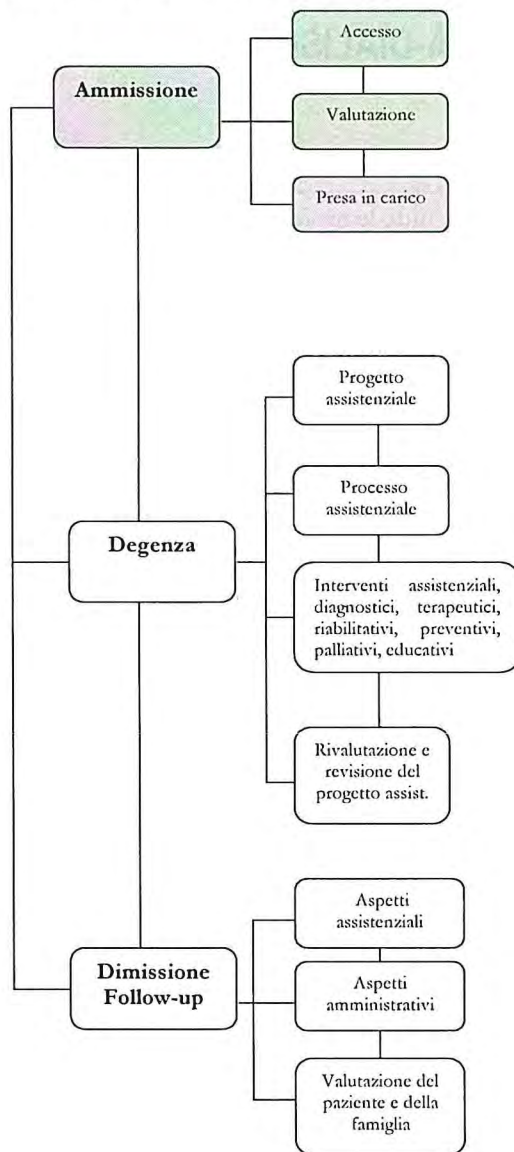 Ammissione
Accesso
Valutazione
Presa in carico
Degenza
Progetto
assistenziale
Processo
assistenziale
Interventi assistenziali,
diagnostici, terapeutici,
riabilitativi, preventivi,
palliativi, educativi
Rivalutazione e
revisione del
progetto assist.
Dimissione
Follow-up
Aspetti
assistenziali
Aspetti
amministrativi
Valutazione del
paziente e della
famiglia